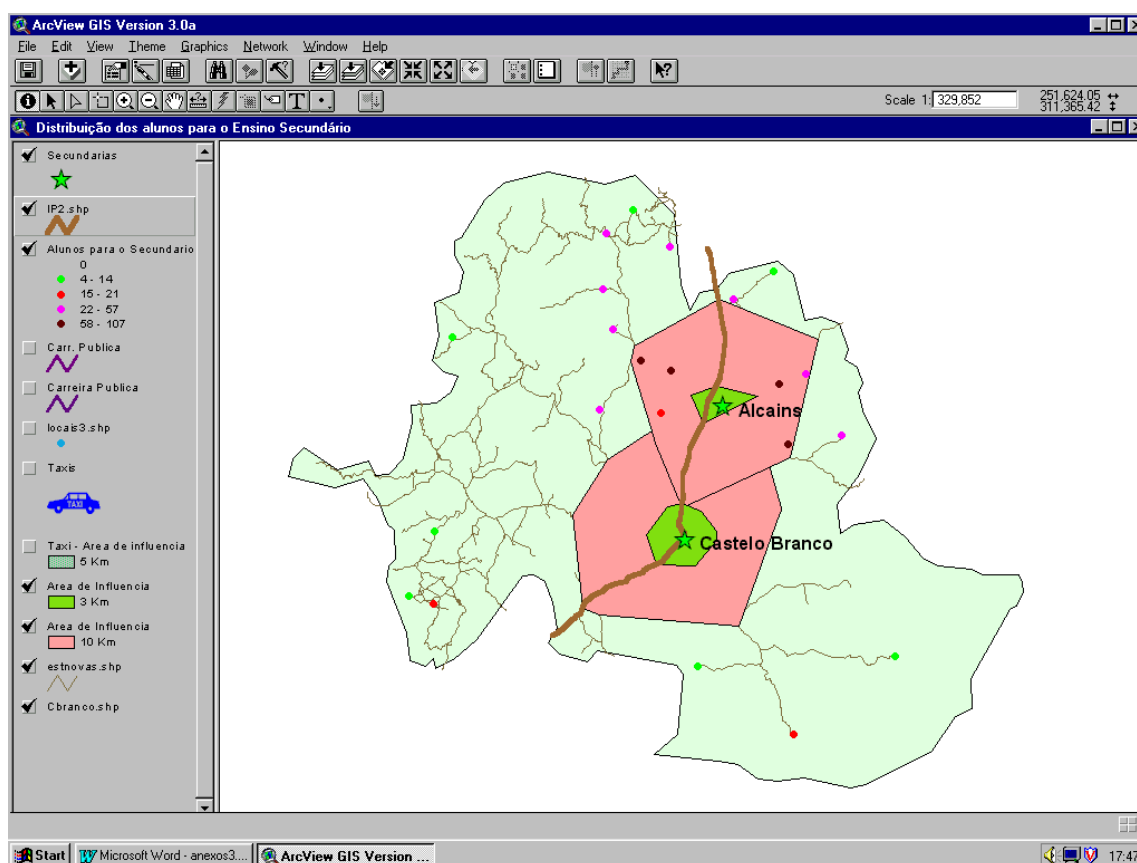 ArcView GIS Version 3.0a
File Edit View Theme Graphics Network Window Help
Scale 1: 329,852
251,624.05
311,365.42
Distribuição dos alunos para o Ensino Secundário
Secundarias
IP2.shp
Alunos para o Secundario
0
4 - 14
15 - 21
22 - 57
58 - 107
Carr. Publica
Carreira Publica
locais3.shp
Taxis
TAXI
Taxi - Area de influencia
5 Km
Area de Influencia
3 Km
Area de Influencia
10 Km
estnovas.shp
Cbranco.shp
Alcains
Castelo Branco
Start
Microsoft Word - anexos3....
ArcView GIS Version ...
17:47